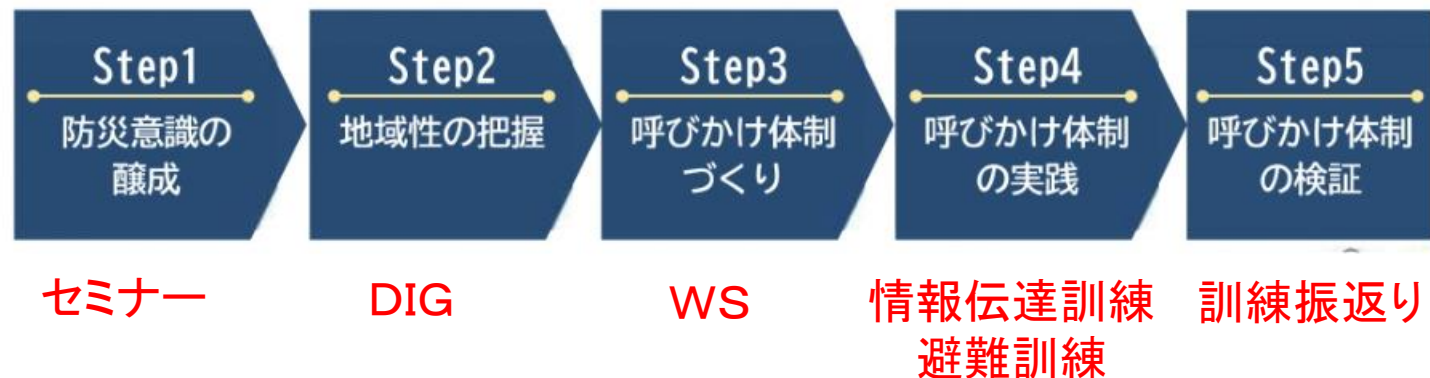 Step1
防災意識の
醸成
Step2
地域性の把握
Step3
呼びかけ体制
づくり
Step4
呼びかけ体制
の実践
Step5
呼びかけ体制
の検証
セミナー
DIG
WS
情報伝達訓練
避難訓練
訓練振返り